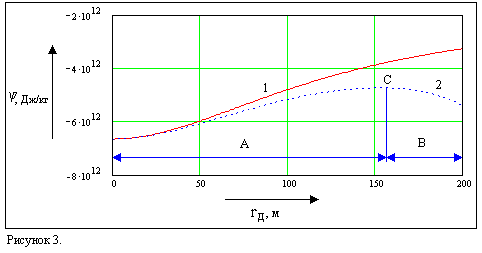 -2·10¹²
-4·10¹²
-6·10¹²
-8·10¹²
Ψ, Дж/кг
1
2
C
A
B
0 50 100 150 200
rД, м
Рисунок 3.